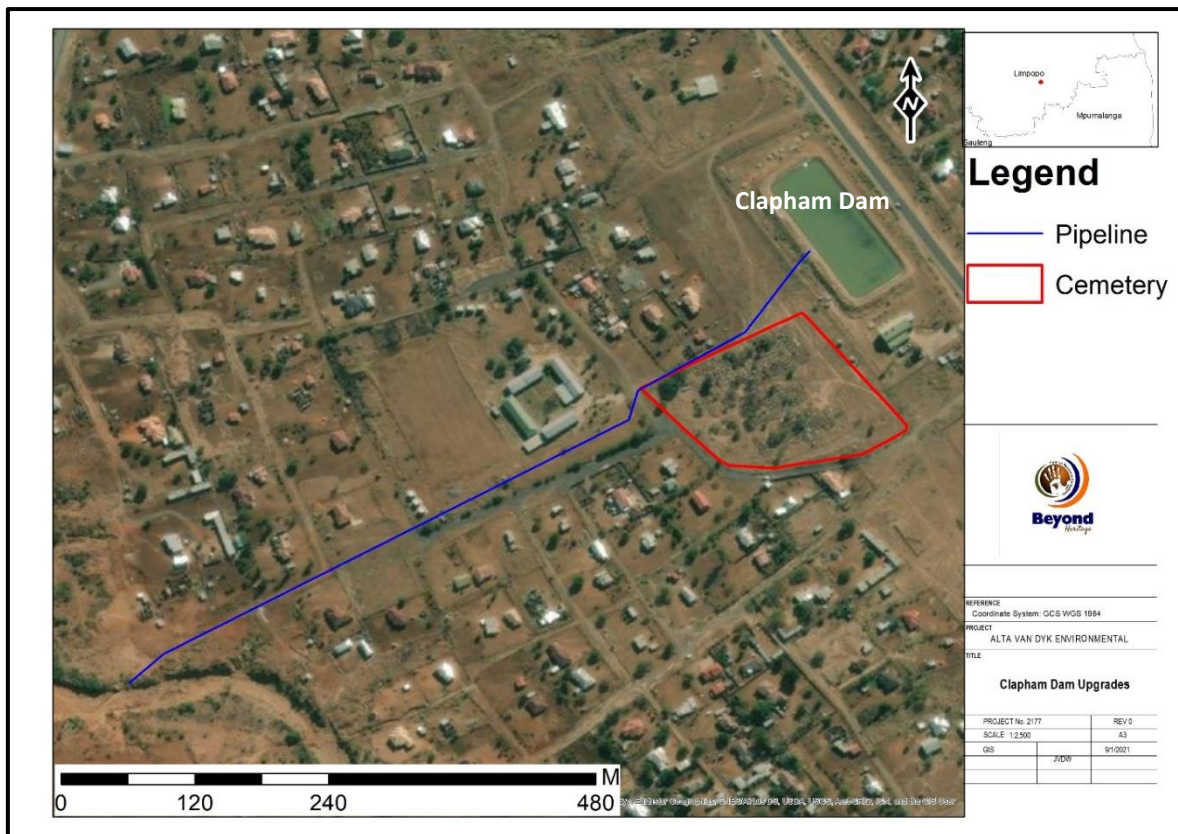 Clapham Dam
N
Limpopo
Mpumalanga
Gauteng
Legend
Pipeline
Cemetery
Beyond
Heritage
REFERENCE
Coordinate System: GCS WGS 1984
PROJECT
ALTA VAN DYK ENVIRONMENTAL
TITLE
Clapham Dam Upgrades
PROJECT No. 2177 REV 0
SCALE 1:2,500 A3
GIS JVDW 9/1/2021
M
0 120 240 480